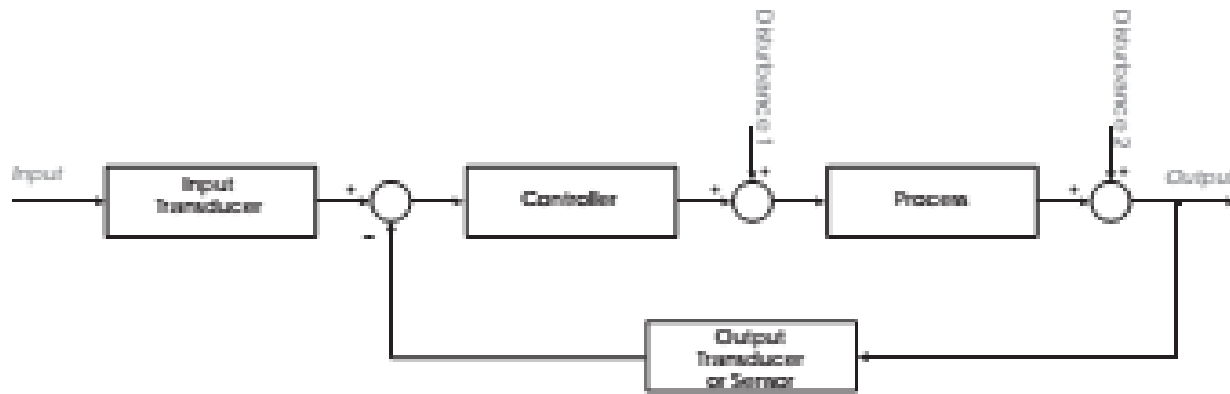 Disturbance 1
Disturbance 2
Input
Input
Transducer
+
-
Controller
+
+
Process
+
+
Output
Output
Transducer
or Sensor